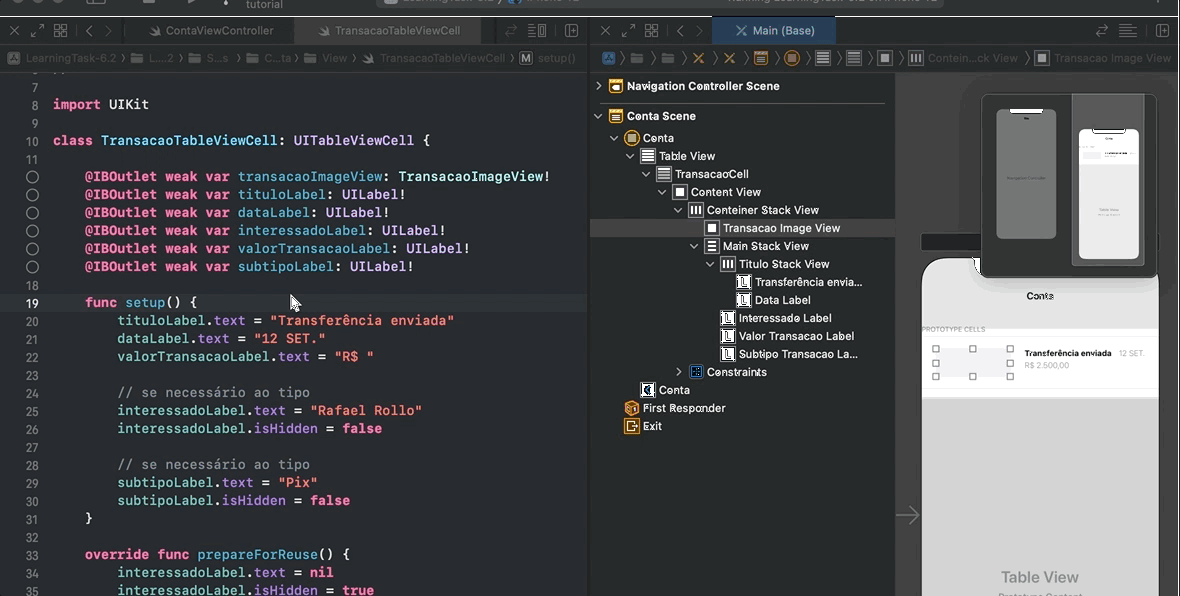 tutorial
ContaViewController
TransacaoTableViewCell
LearningTask-6.2
L...2
S...s
C...ta
View
TransacaoTableViewCell
M
setup()
7
8 import UIKit
9
10 class TransacaoTableViewCell: UITableViewCell {
11
@IBOutlet weak var transacaoImageView: TransacaoImageView!
@IBOutlet weak var tituloLabel: UILabel!
@IBOutlet weak var dataLabel: UILabel!
@IBOutlet weak var interessadoLabel: UILabel!
@IBOutlet weak var valorTransacaoLabel: UILabel!
@IBOutlet weak var subtipoLabel: UILabel!
18
19 func setup() {
20 tituloLabel.text = "Transferência enviada"
21 dataLabel.text = "12 SET."
22 valorTransacaoLabel.text = "R$ "
23
24 // se necessário ao tipo
25 interessadoLabel.text = "Rafael Rollo"
26 interessadoLabel.isHidden = false
27
28 // se necessário ao tipo
29 subtipoLabel.text = "Pix"
30 subtipoLabel.isHidden = false
31 }
32
33 override func prepareForReuse() {
34 interessadoLabel.text = nil
35 interessadoLabel.isHidden = true
Main (Base)
Contein...ck View
Transacao Image View
Navigation Controller Scene
Conta Scene
Conta
Table View
TransacaoCell
Content View
Conteiner Stack View
Transacao Image View
Main Stack View
Titulo Stack View
L Transferência envia...
L Data Label
L Interessado Label
L Valor Transacao Label
L Subtipo Transacao La...
Constraints
Conta
First Responder
Exit
Navigation Controller
Table View
Conta
PROTOTYPE CELLS
Transferência enviada 12 SET.
R$ 2.500,00
Table View
Prototype Content